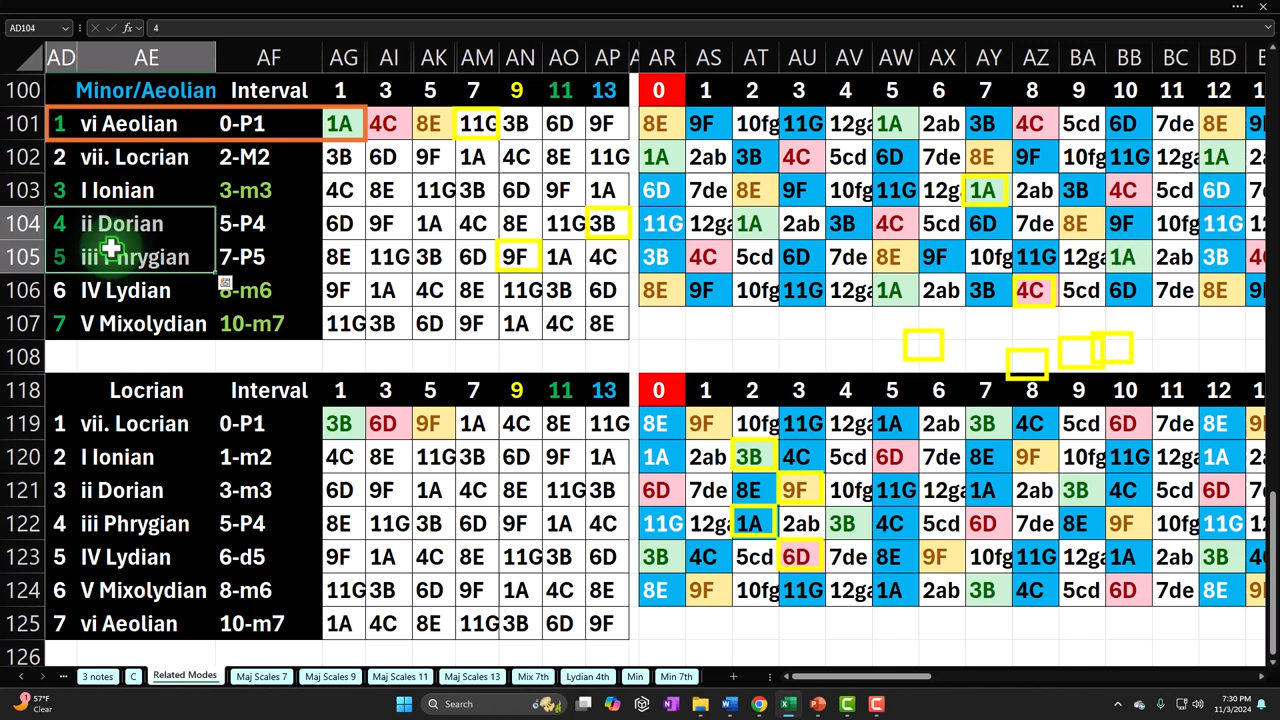 AD104 fx 4
AD AE AF AG AI AK AM AN AO AP A AR AS AT AU AV AW AX AY AZ BA BB BC BD E
100 Minor/Aeolian Interval 1 3 5 7 9 11 13 0 1 2 3 4 5 6 7 8 9 10 11 12 1
101 1 vi Aeolian 0-P1 1A 4C 8E 11G 3B 6D 9F 8E 9F 10fg 11G 12ga 1A 2ab 3B 4C 5cd 6D 7de 8E 9F
102 2 vii. Locrian 2-M2 3B 6D 9F 1A 4C 8E 11G 1A 2ab 3B 4C 5cd 6D 7de 8E 9F 10fg 11G 12ga 1A 2a
103 3 I Ionian 3-m3 4C 8E 11G 3B 6D 9F 1A 6D 7de 8E 9F 10fg 11G 12g 1A 2ab 3B 4C 5cd 6D 7d
104 4 ii Dorian 5-P4 6D 9F 1A 4C 8E 11G 3B 11G 12ga 1A 2ab 3B 4C 5cd 6D 7de 8E 9F 10fg 11G 12
105 5 iii Phrygian 7-P5 8E 11G 3B 6D 9F 1A 4C 3B 4C 5cd 6D 7de 8E 9F 10fg 11G 12ga 1A 2ab 3B 4C
106 6 IV Lydian 8-m6 9F 1A 4C 8E 11G 3B 6D 8E 9F 10fg 11G 12ga 1A 2ab 3B 4C 5cd 6D 7de 8E 9F
107 7 V Mixolydian 10-m7 11G 3B 6D 9F 1A 4C 8E
108
118 Locrian Interval 1 3 5 7 9 11 13 0 1 2 3 4 5 6 7 8 9 10 11 12 1
119 1 vii. Locrian 0-P1 3B 6D 9F 1A 4C 8E 11G 8E 9F 10fg 11G 12ga 1A 2ab 3B 4C 5cd 6D 7de 8E 9F
120 2 I Ionian 1-m2 4C 8E 11G 3B 6D 9F 1A 1A 2ab 3B 4C 5cd 6D 7de 8E 9F 10fg 11G 12ga 1A 2a
121 3 ii Dorian 3-m3 6D 9F 1A 4C 8E 11G 3B 6D 7de 8E 9F 10fg 11G 12ga 1A 2ab 3B 4C 5cd 6D 7d
122 4 iii Phrygian 5-P4 8E 11G 3B 6D 9F 1A 4C 11G 12ga 1A 2ab 3B 4C 5cd 6D 7de 8E 9F 10fg 11G 12
123 5 IV Lydian 6-d5 9F 1A 4C 8E 11G 3B 6D 3B 4C 5cd 6D 7de 8E 9F 10fg 11G 12ga 1A 2ab 3B 4C
124 6 V Mixolydian 8-m6 11G 3B 6D 9F 1A 4C 8E 8E 9F 10fg 11G 12ga 1A 2ab 3B 4C 5cd 6D 7de 8E 9F
125 7 vi Aeolian 10-m7 1A 4C 8E 11G 3B 6D 9F
126
3 notes C Related Modes Maj Scales 7 Maj Scales 9 Maj Scales 11 Maj Scales 13 Mix 7th Lydian 4th Min Min 7th
57°F
Clear
Search
7:30 PM
11/3/2024